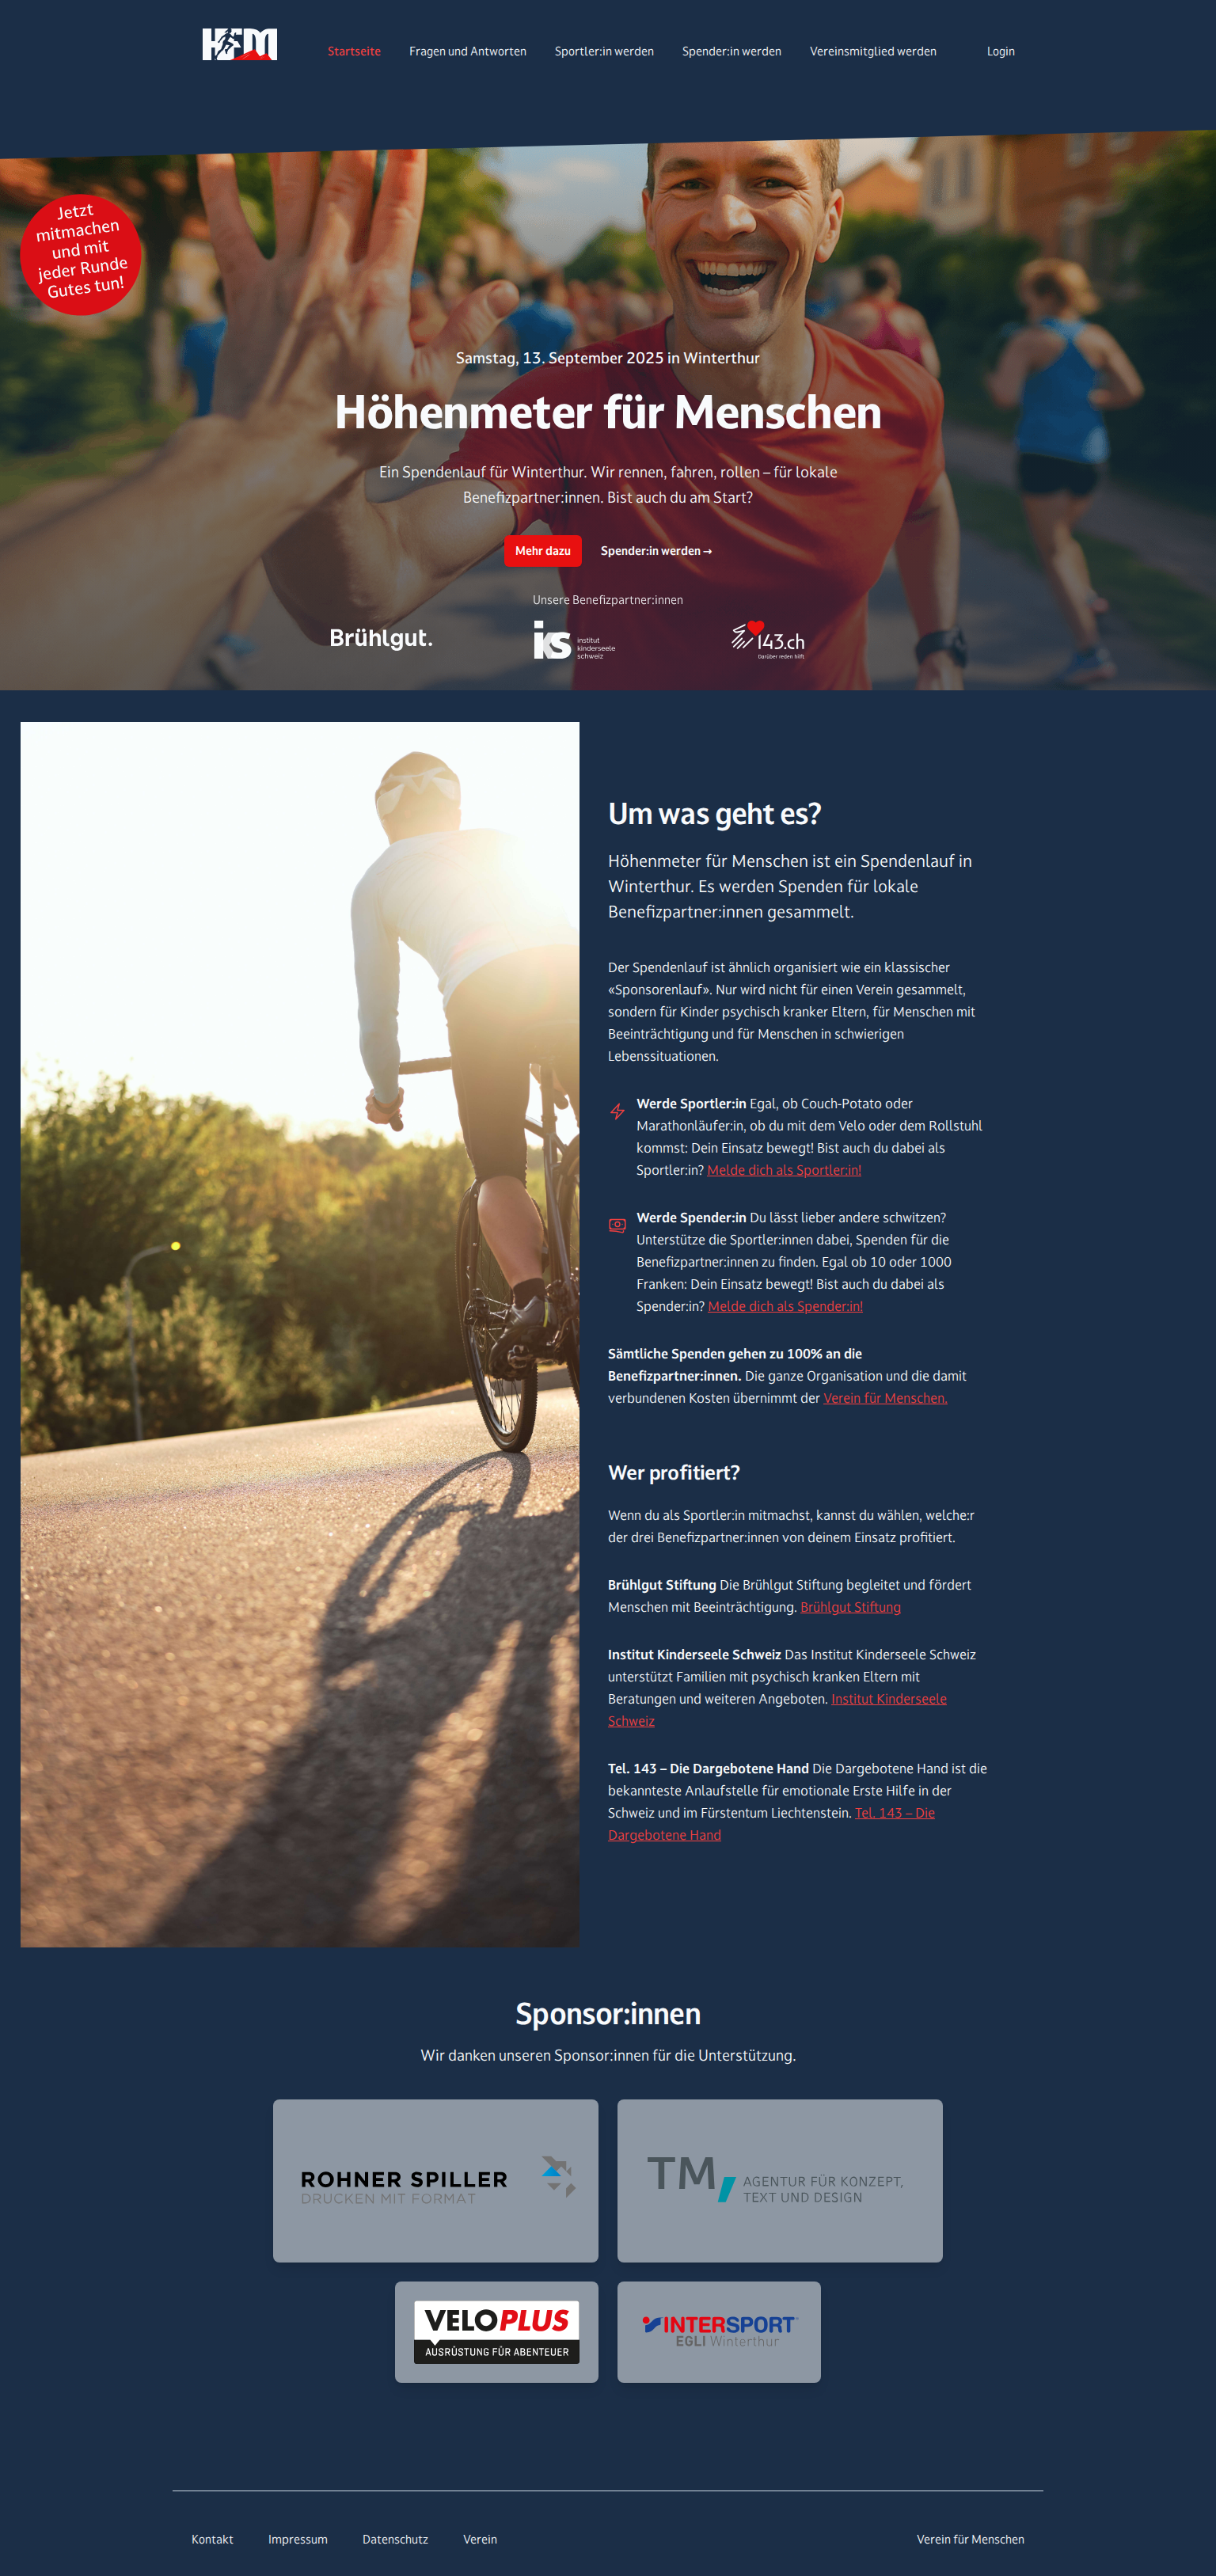 HFM
Startseite
Fragen und Antworten
Sportler:in werden
Spender:in werden
Vereinsmitglied werden
Login
Jetzt
mitmachen
und mit
jeder Runde
Gutes tun!
Samstag, 13. September 2025 in Winterthur
Höhenmeter für Menschen
Ein Spendenlauf für Winterthur. Wir rennen, fahren, rollen – für lokale
Benefizpartner:innen. Bist auch du am Start?
Mehr dazu
Spender:in werden →
Unsere Benefizpartner:innen
Brühlgut.
iks
institut
kinderseele
schweiz
143.ch
Darüber reden hilft.
Um was geht es?
Höhenmeter für Menschen ist ein Spendenlauf in
Winterthur. Es werden Spenden für lokale
Benefizpartner:innen gesammelt.
Der Spendenlauf ist ähnlich organisiert wie ein klassischer
«Sponsorenlauf». Nur wird nicht für einen Verein gesammelt,
sondern für Kinder psychisch kranker Eltern, für Menschen mit
Beeinträchtigung und für Menschen in schwierigen
Lebenssituationen.
Werde Sportler:in Egal, ob Couch-Potato oder
Marathonläufer:in, ob du mit dem Velo oder dem Rollstuhl
kommst: Dein Einsatz bewegt! Bist auch du dabei als
Sportler:in? Melde dich als Sportler:in!
Werde Spender:in Du lässt lieber andere schwitzen?
Unterstütze die Sportler:innen dabei, Spenden für die
Benefizpartner:innen zu finden. Egal ob 10 oder 1000
Franken: Dein Einsatz bewegt! Bist auch du dabei als
Spender:in? Melde dich als Spender:in!
Sämtliche Spenden gehen zu 100% an die
Benefizpartner:innen. Die ganze Organisation und die damit
verbundenen Kosten übernimmt der Verein für Menschen.
Wer profitiert?
Wenn du als Sportler:in mitmachst, kannst du wählen, welche:r
der drei Benefizpartner:innen von deinem Einsatz profitiert.
Brühlgut Stiftung Die Brühlgut Stiftung begleitet und fördert
Menschen mit Beeinträchtigung. Brühlgut Stiftung
Institut Kinderseele Schweiz Das Institut Kinderseele Schweiz
unterstützt Familien mit psychisch kranken Eltern mit
Beratungen und weiteren Angeboten. Institut Kinderseele
Schweiz
Tel. 143 – Die Dargebotene Hand Die Dargebotene Hand ist die
bekannteste Anlaufstelle für emotionale Erste Hilfe in der
Schweiz und im Fürstentum Liechtenstein. Tel. 143 – Die
Dargebotene Hand
Sponsor:innen
Wir danken unseren Sponsor:innen für die Unterstützung.
ROHNER SPILLER
DRUCKEN MIT FORMAT
TM,
AGENTUR FÜR KONZEPT,
TEXT UND DESIGN
VELOPLUS
AUSRÜSTUNG FÜR ABENTEUER
INTERSPORT
EGLI Winterthur
Kontakt
Impressum
Datenschutz
Verein
Verein für Menschen